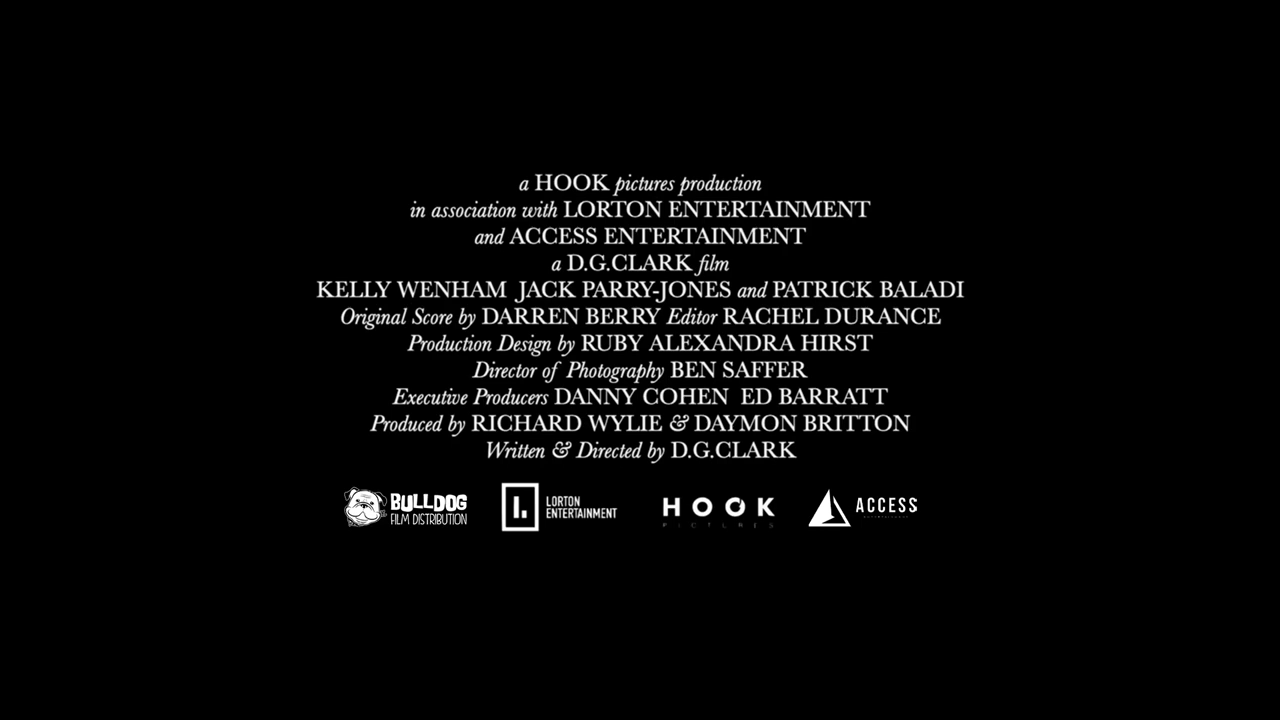 a HOOK pictures production
in association with LORTON ENTERTAINMENT
and ACCESS ENTERTAINMENT
a D.G.CLARK film
KELLY WENHAM JACK PARRY-JONES and PATRICK BALADI
Original Score by DARREN BERRY Editor RACHEL DURANCE
Production Design by RUBY ALEXANDRA HIRST
Director of Photography BEN SAFFER
Executive Producers DANNY COHEN ED BARRATT
Produced by RICHARD WYLIE & DAYMON BRITTON
Written & Directed by D.G.CLARK
BULLDOG
FILM DISTRIBUTION
LORTON
ENTERTAINMENT
HOOK
PICTURES
ACCESS